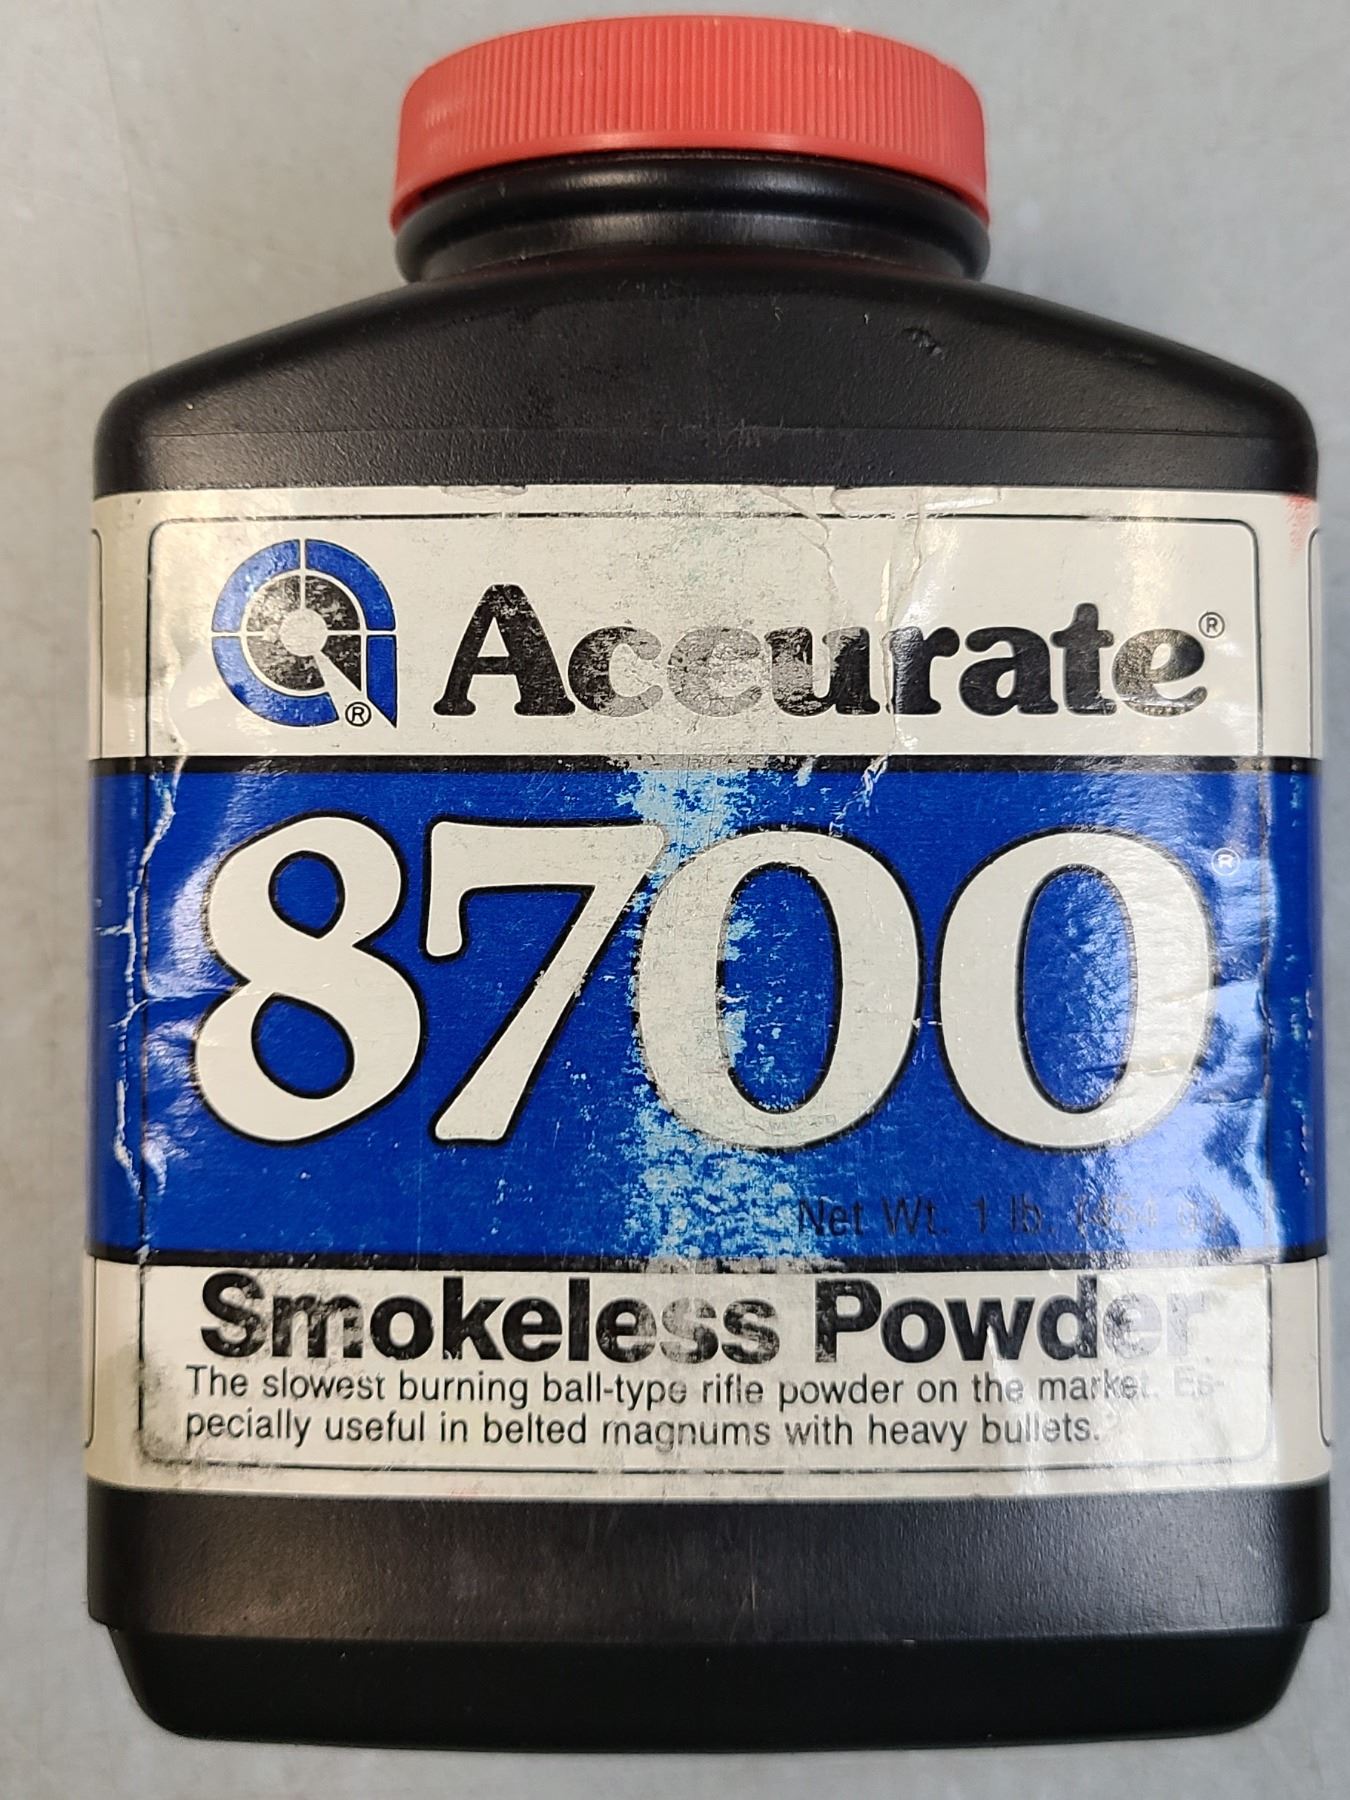 Accurate®
®
8700®
Net Wt. 1 lb. (454 g.)
Smokeless Powder
The slowest burning ball-type rifle powder on the market. Es-
pecially useful in belted magnums with heavy bullets.